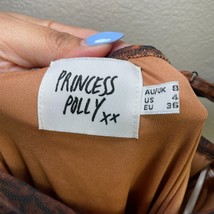 PRINCESS
POLLY xx
AU/UK 8
US 4
EU 36